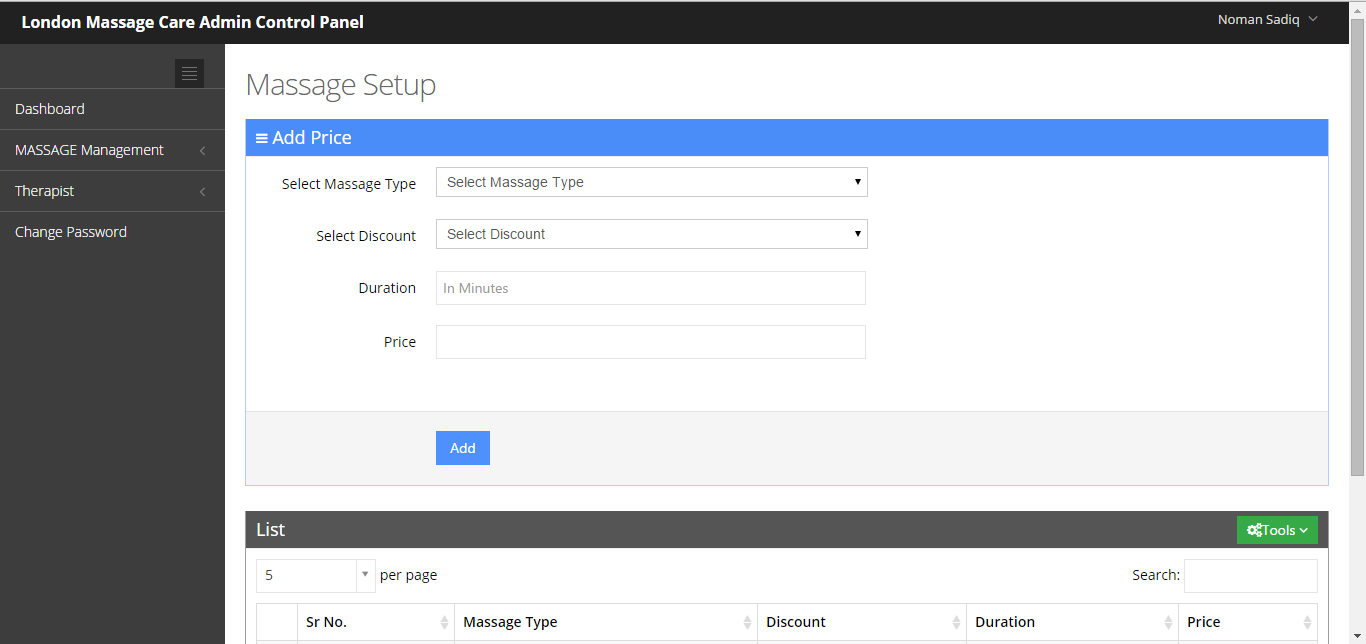 London Massage Care Admin Control Panel
Noman Sadiq
Dashboard
MASSAGE Management
Therapist
Change Password
Massage Setup
Add Price
Select Massage Type Select Massage Type
Select Discount Select Discount
Duration In Minutes
Price
Add
List
Tools
5 per page
Search:
Sr No. Massage Type Discount Duration Price